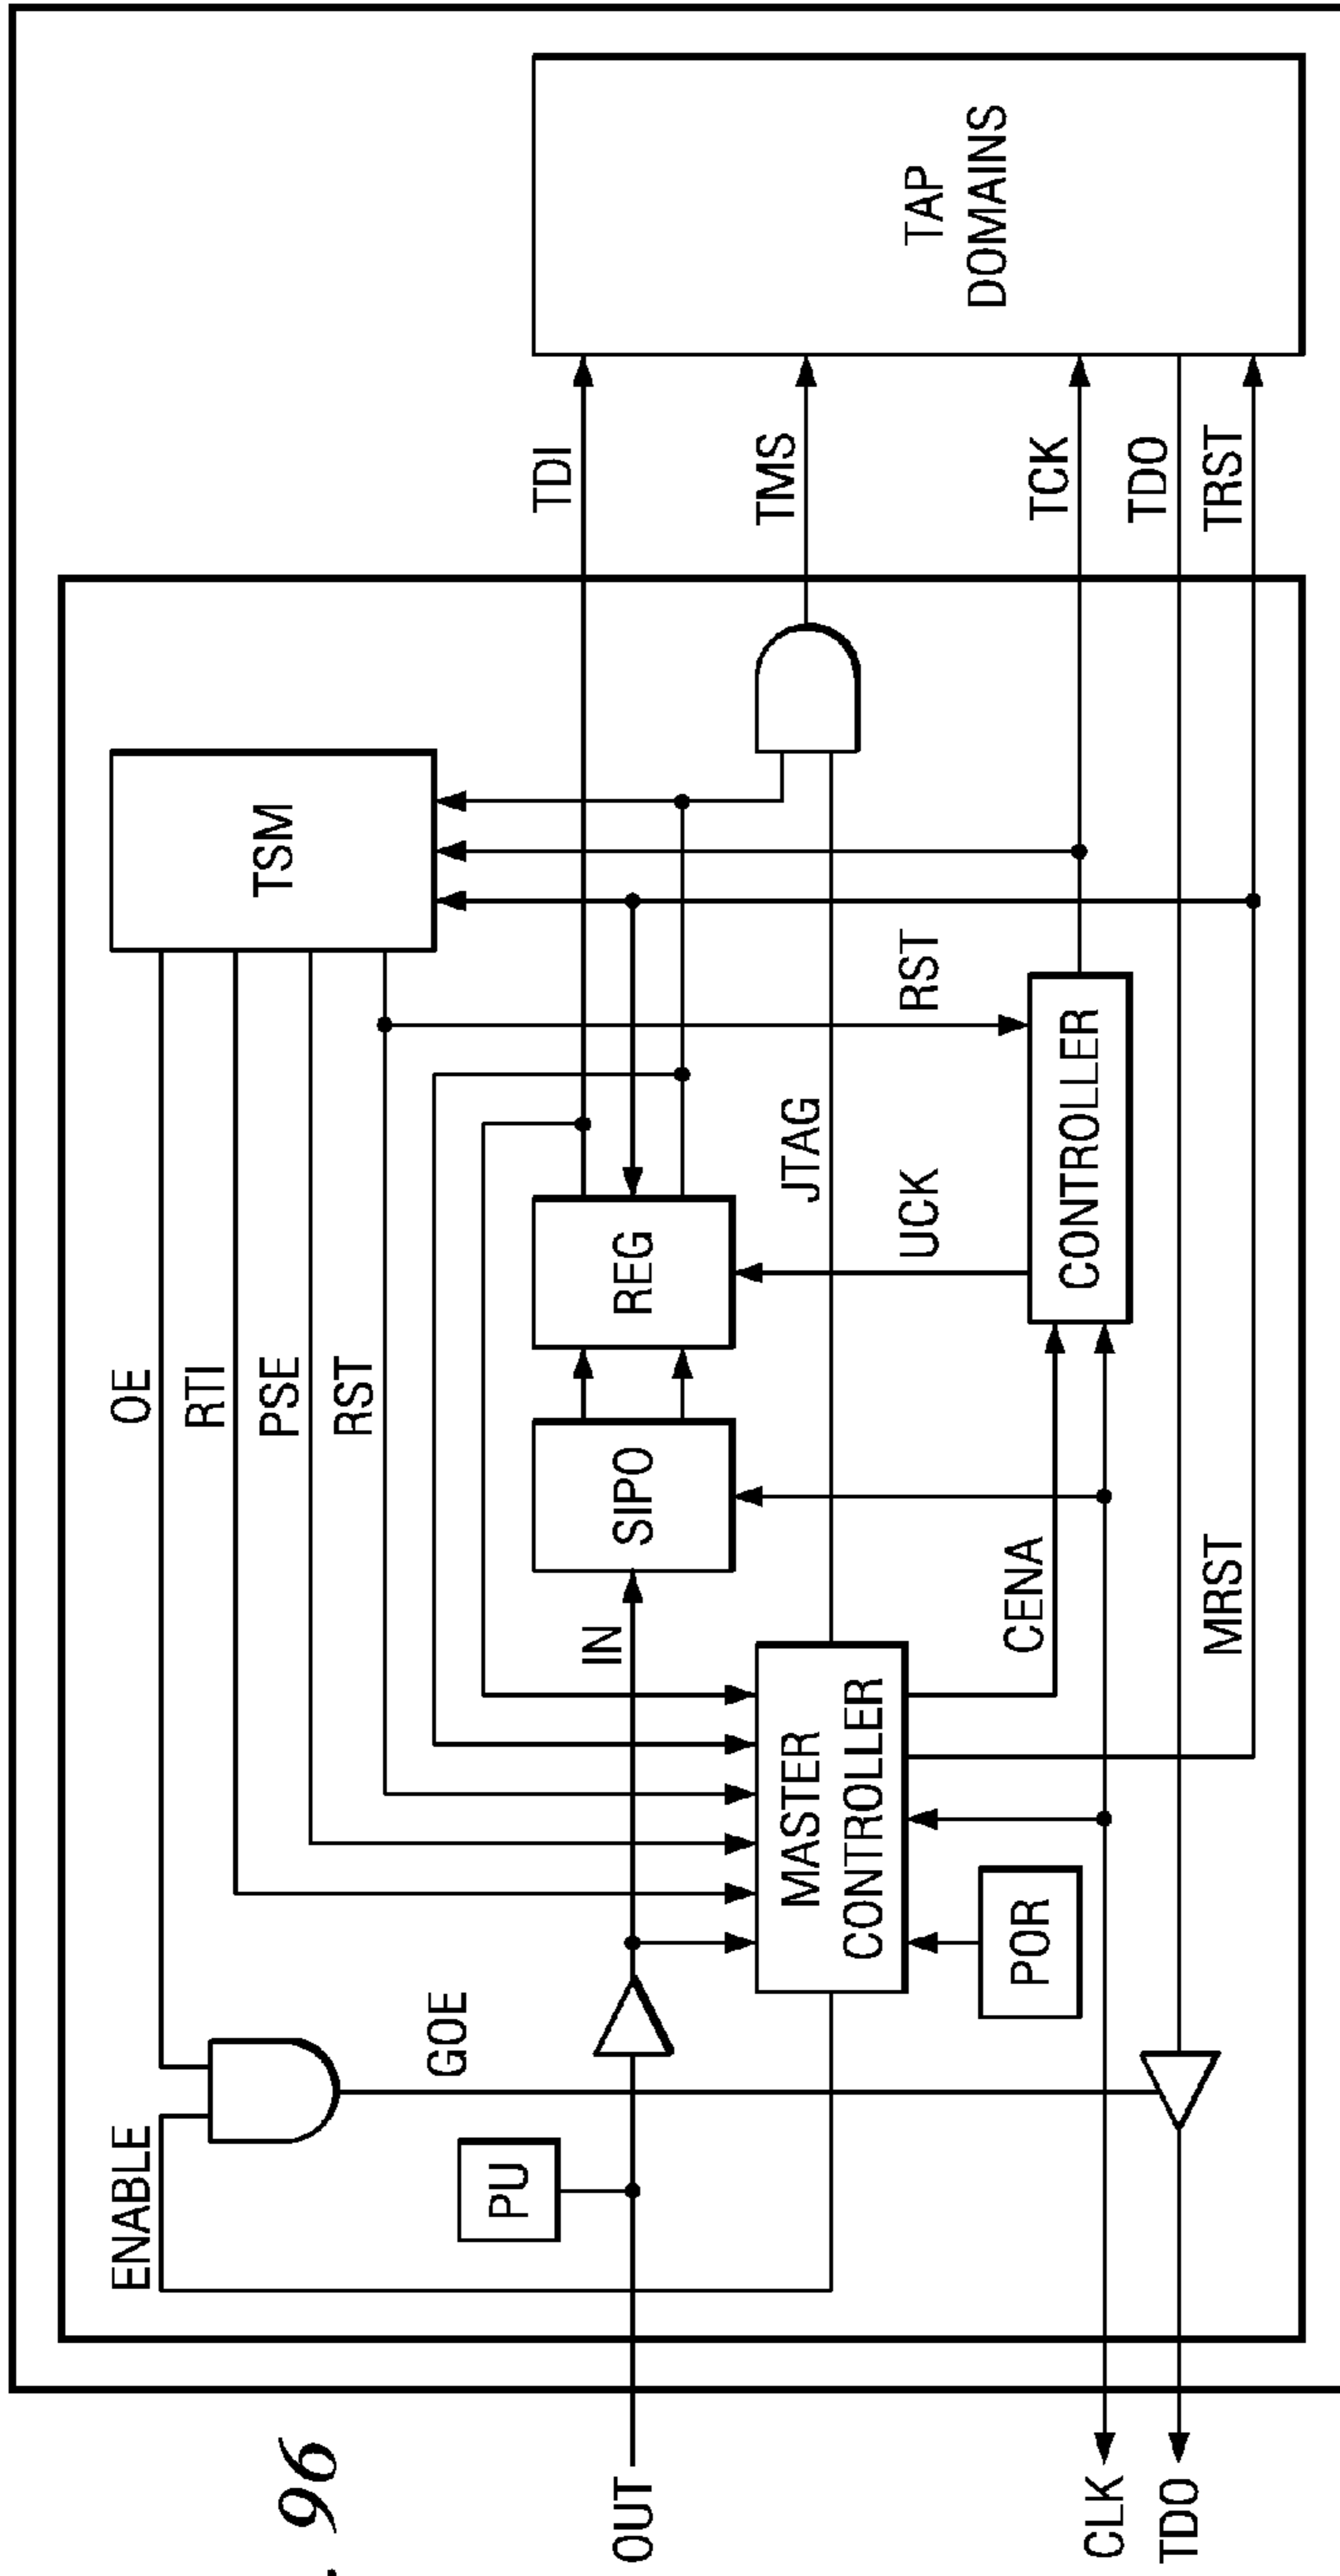 . 96
ENABLE
OE
RTI
PSE
RST
TSM
GOE
PU
OUT
IN
SIPO
REG
TDI
TMS
TAP
DOMAINS
MASTER
CONTROLLER
JTAG
UCK
RST
POR
CENA
CONTROLLER
TCK
TDO
TRST
MRST
CLK
TDO